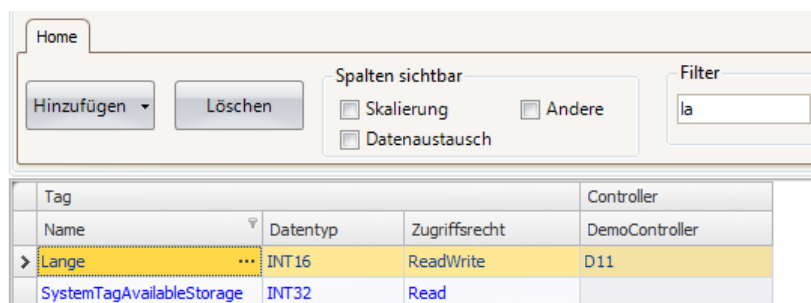 Home
Hinzufügen
Löschen
Spalten sichtbar
Skalierung
Andere
Datenaustausch
Filter
la
Tag Controller
Name Datentyp Zugriffsrecht DemoController
Lange ... INT16 ReadWrite D11
SystemTagAvailableStorage INT32 Read